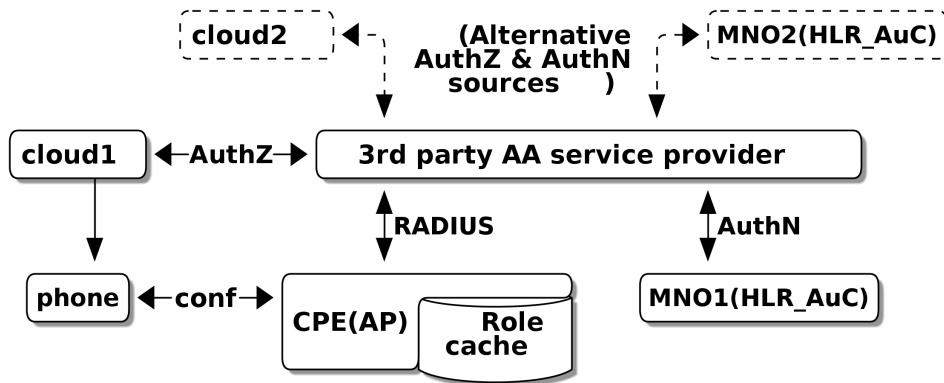 cloud2
(Alternative
AuthZ & AuthN
sources )
MNO2(HLR_AuC)
cloud1
AuthZ
3rd party AA service provider
RADIUS
AuthN
phone
conf
CPE(AP)
Role
cache
MNO1(HLR_AuC)